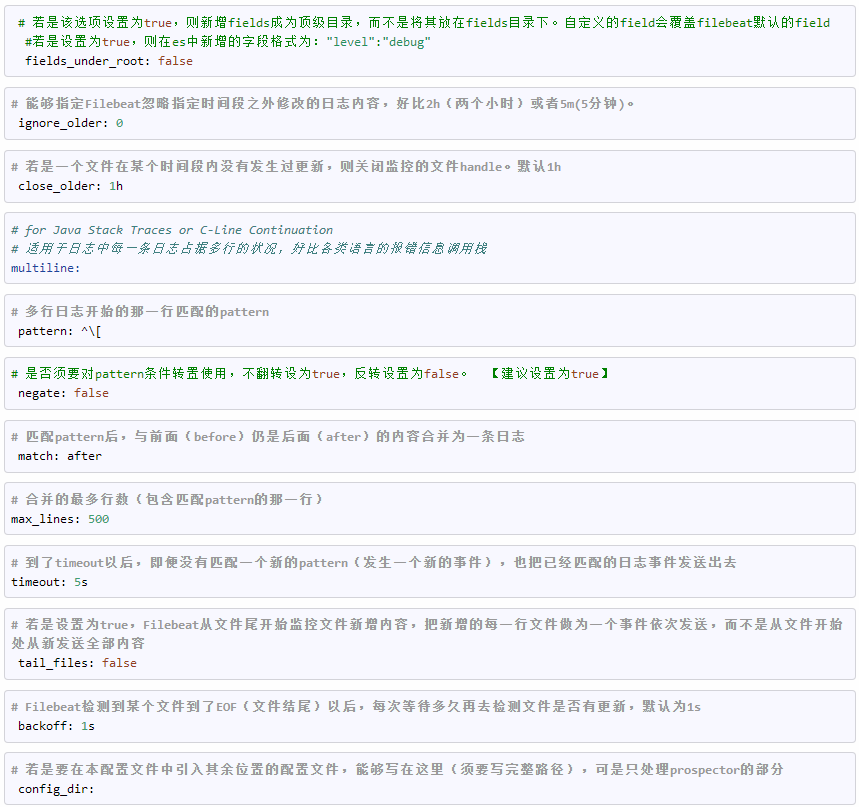 # 若是该选项设置为true，则新增fields成为顶级目录，而不是将其放在fields目录下。自定义的field会覆盖filebeat默认的field
#若是设置为true，则在es中新增的字段格式为："level":"debug"
fields_under_root: false
# 能够指定Filebeat忽略指定时间段之外修改的日志内容，好比2h（两个小时）或者5m(5分钟)。
ignore_older: 0
# 若是一个文件在某个时间段内没有发生过更新，则关闭监控的文件handle。默认1h
close_older: 1h
# for Java Stack Traces or C-Line Continuation
# 适用于日志中每一条日志占据多行的状况，好比各类语言的报错信息调用栈
multiline:
# 多行日志开始的那一行匹配的pattern
pattern: ^\[
# 是否须要对pattern条件转置使用，不翻转设为true，反转设置为false。 【建议设置为true】
negate: false
# 匹配pattern后，与前面（before）仍是后面（after）的内容合并为一条日志
match: after
# 合并的最多行数（包含匹配pattern的那一行）
max_lines: 500
# 到了timeout以后，即便没有匹配一个新的pattern（发生一个新的事件），也把已经匹配的日志事件发送出去
timeout: 5s
# 若是设置为true，Filebeat从文件尾开始监控文件新增内容，把新增的每一行文件做为一个事件依次发送，而不是从文件开始
处从新发送全部内容
tail_files: false
# Filebeat检测到某个文件到了EOF（文件结尾）以后，每次等待多久再去检测文件是否有更新，默认为1s
backoff: 1s
# 若是要在本配置文件中引入其余位置的配置文件，能够写在这里（须要写完整路径），可是只处理prospector的部分
config_dir: